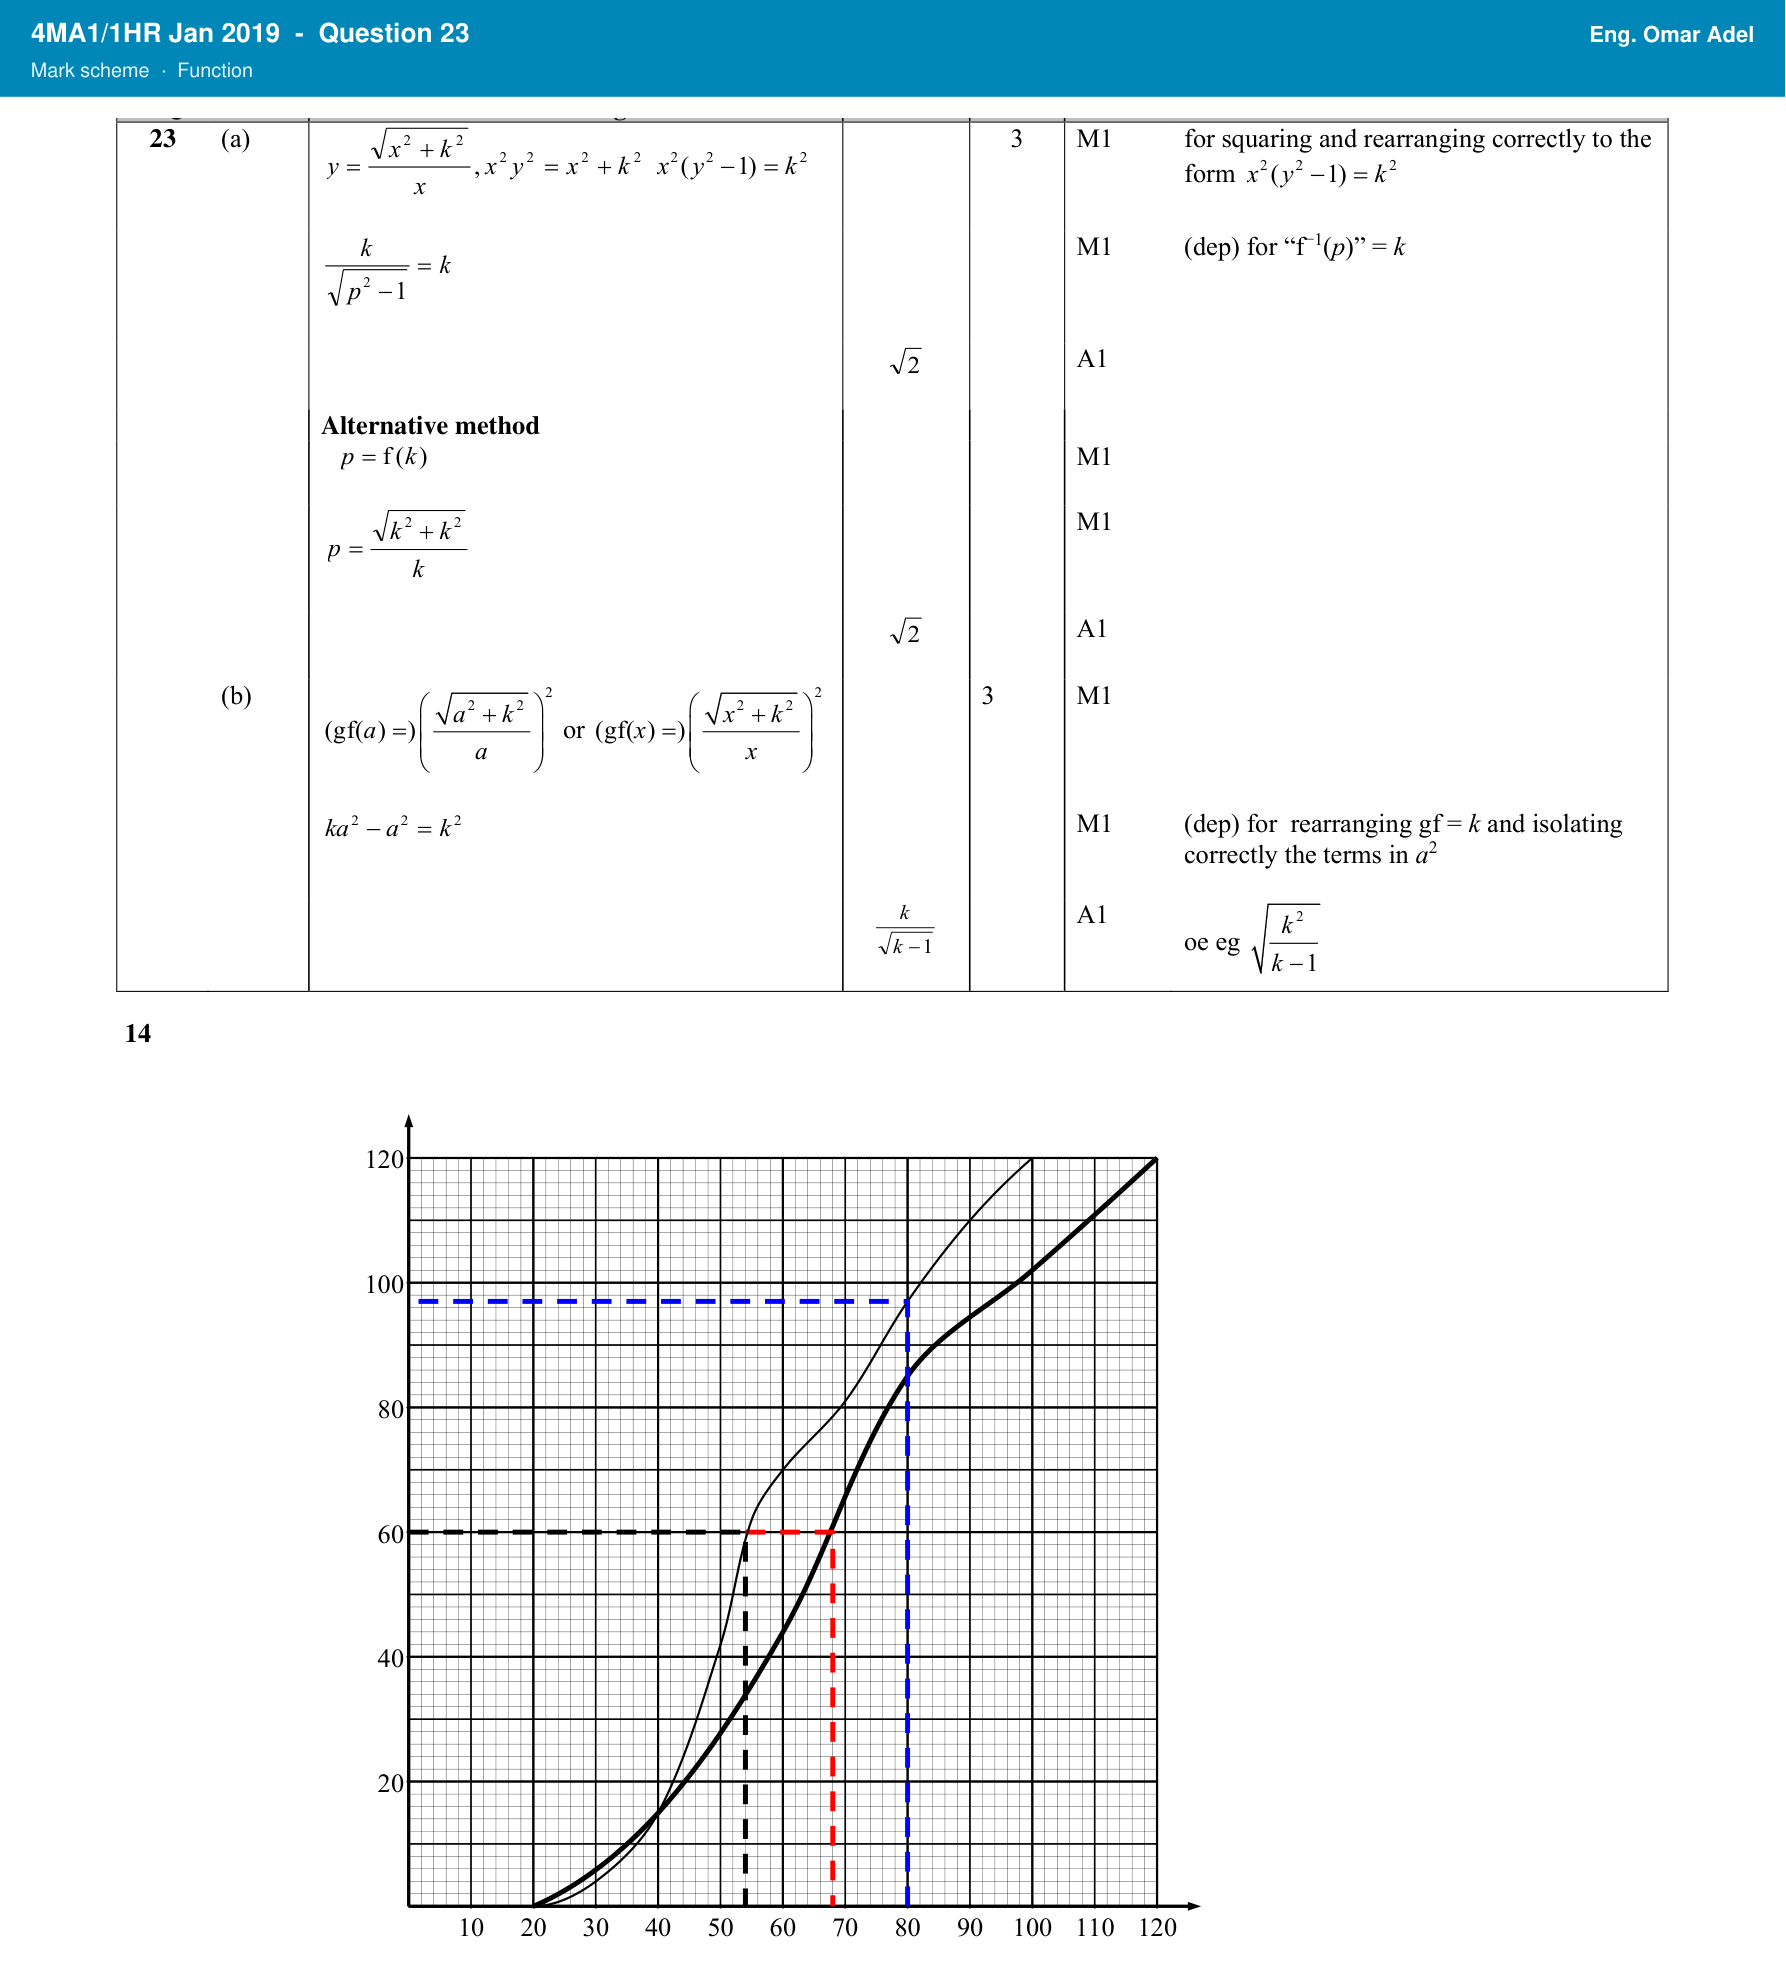 4MA1/1HR Jan 2019 - Question 23
Eng. Omar Adel
Mark scheme · Function
23 (a) y = √(x² + k²) / x , x²y² = x² + k² x²(y² − 1) = k² 3 M1 for squaring and rearranging correctly to the
form x²(y² − 1) = k²
k / √(p² − 1) = k M1 (dep) for “f⁻¹(p)” = k
√2 A1
Alternative method
p = f(k) M1
p = √(k² + k²) / k M1
√2 A1
(b) (gf(a) =) (√(a² + k²) / a)² or (gf(x) =) (√(x² + k²) / x)² 3 M1
ka² − a² = k² M1 (dep) for rearranging gf = k and isolating
correctly the terms in a²
k / √(k − 1) A1 oe eg √(k² / (k − 1))
14
120
100
80
60
40
20
10 20 30 40 50 60 70 80 90 100 110 120